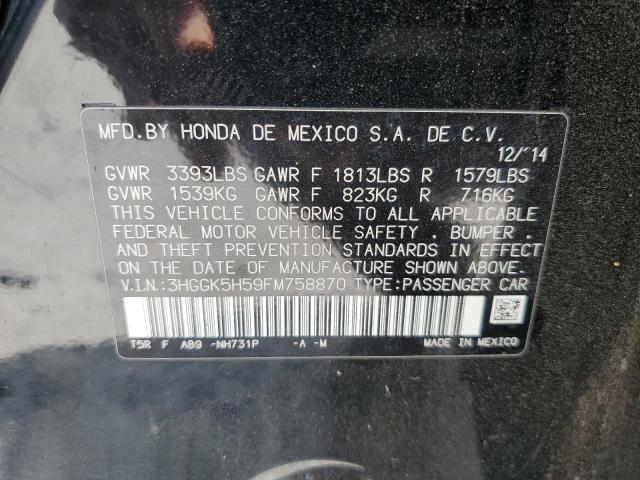 MFD.BY HONDA DE MEXICO S.A. DE C.V.
12/'14
GVWR 3393LBS GAWR F 1813LBS R 1579LBS
GVWR 1539KG GAWR F 823KG R 716KG
THIS VEHICLE CONFORMS TO ALL APPLICABLE
FEDERAL MOTOR VEHICLE SAFETY . BUMPER .
AND THEFT PREVENTION STANDARDS IN EFFECT
ON THE DATE OF MANUFACTURE SHOWN ABOVE.
V.I.N.:3HGGK5H59FM758870 TYPE:PASSENGER CAR
T5R F AB9 -NH731P -A -M MADE IN MEXICO